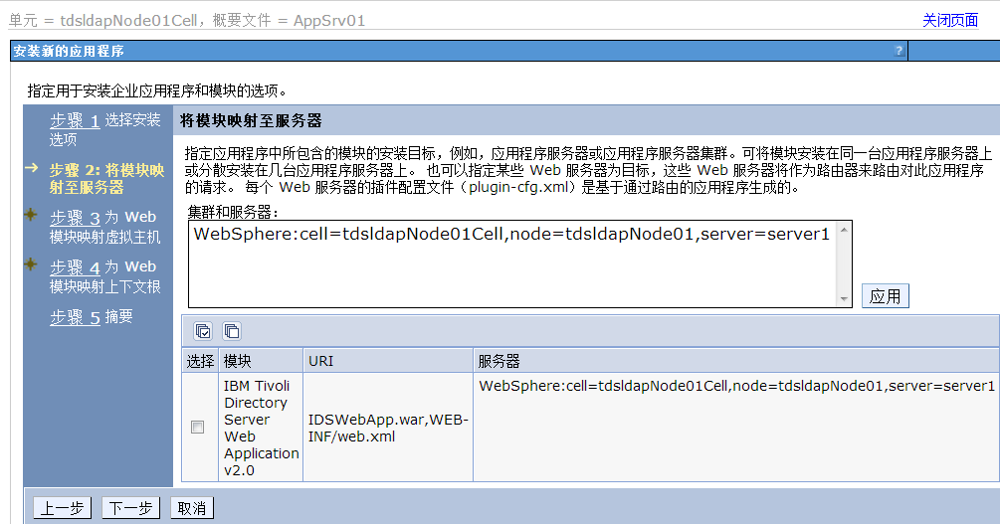 单元 = tdsldapNode01Cell，概要文件 = AppSrv01
关闭页面
安装新的应用程序
?
指定用于安装企业应用程序和模块的选项。
步骤 1 选择安装
选项
步骤 2: 将模块映
射至服务器
步骤 3 为 Web
模块映射虚拟主机
步骤 4 为 Web
模块映射上下文根
步骤 5 摘要
将模块映射至服务器
指定应用程序中所包含的模块的安装目标，例如，应用程序服务器或应用程序服务器集群。可将模块安装在同一台应用程序服务器上
或分散安装在几台应用程序服务器上。 也可以指定某些 Web 服务器为目标，这些 Web 服务器将作为路由器来路由对此应用程序
的请求。 每个 Web 服务器的插件配置文件（plugin-cfg.xml）是基于通过路由的应用程序生成的。
集群和服务器：
WebSphere:cell=tdsldapNode01Cell,node=tdsldapNode01,server=server1
应用
选择 模块 URI 服务器
IBM Tivoli
Directory
Server
Web
Application
v2.0
IDSWebApp.war,WEB-
INF/web.xml
WebSphere:cell=tdsldapNode01Cell,node=tdsldapNode01,server=server1
上一步 下一步 取消